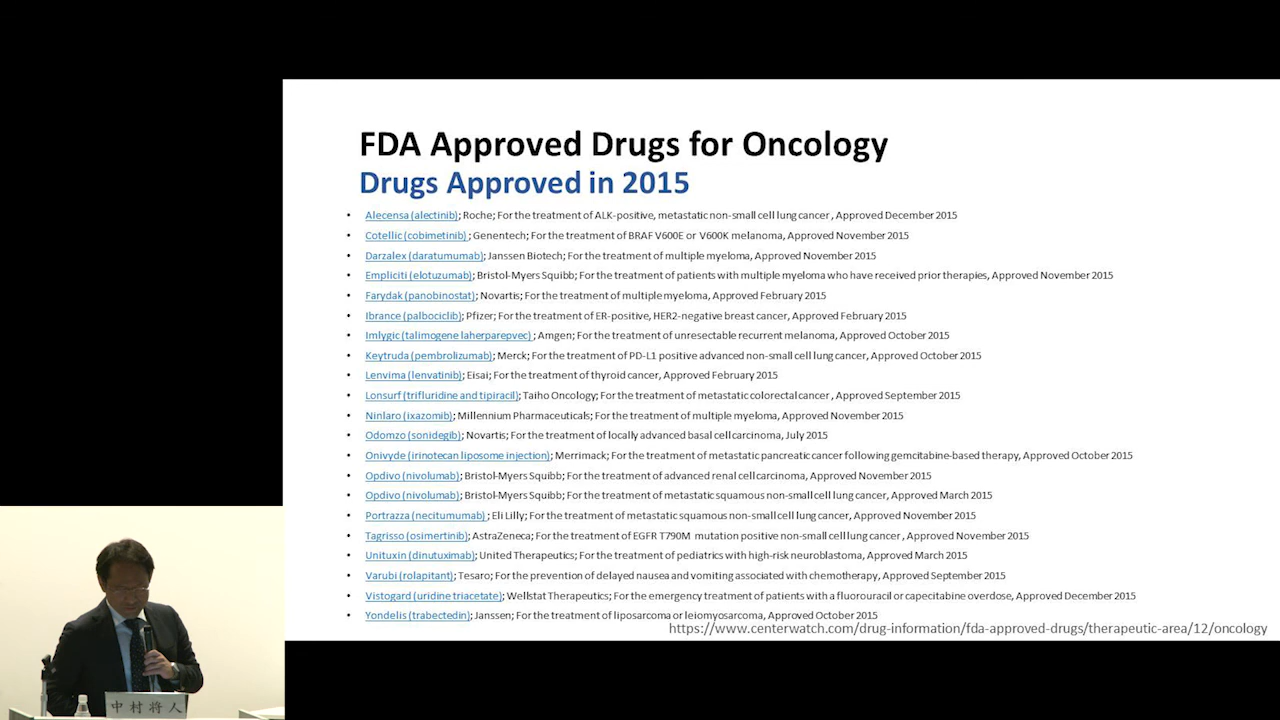 FDA Approved Drugs for Oncology
Drugs Approved in 2015
• Alecensa (alectinib); Roche; For the treatment of ALK-positive, metastatic non-small cell lung cancer , Approved December 2015
• Cotellic (cobimetinib) ; Genentech; For the treatment of BRAF V600E or V600K melanoma, Approved November 2015
• Darzalex (daratumumab); Janssen Biotech; For the treatment of multiple myeloma, Approved November 2015
• Empliciti (elotuzumab); Bristol-Myers Squibb; For the treatment of patients with multiple myeloma who have received prior therapies, Approved November 2015
• Farydak (panobinostat); Novartis; For the treatment of multiple myeloma, Approved February 2015
• Ibrance (palbociclib); Pfizer; For the treatment of ER-positive, HER2-negative breast cancer, Approved February 2015
• Imlygic (talimogene laherparepvec) ; Amgen; For the treatment of unresectable recurrent melanoma, Approved October 2015
• Keytruda (pembrolizumab); Merck; For the treatment of PD-L1 positive advanced non-small cell lung cancer, Approved October 2015
• Lenvima (lenvatinib); Eisai; For the treatment of thyroid cancer, Approved February 2015
• Lonsurf (trifluridine and tipiracil); Taiho Oncology; For the treatment of metastatic colorectal cancer , Approved September 2015
• Ninlaro (ixazomib); Millennium Pharmaceuticals; For the treatment of multiple myeloma, Approved November 2015
• Odomzo (sonidegib); Novartis; For the treatment of locally advanced basal cell carcinoma, July 2015
• Onivyde (irinotecan liposome injection); Merrimack; For the treatment of metastatic pancreatic cancer following gemcitabine-based therapy, Approved October 2015
• Opdivo (nivolumab); Bristol-Myers Squibb; For the treatment of advanced renal cell carcinoma, Approved November 2015
• Opdivo (nivolumab); Bristol-Myers Squibb; For the treatment of metastatic squamous non-small cell lung cancer, Approved March 2015
• Portrazza (necitumumab) ; Eli Lilly; For the treatment of metastatic squamous non-small cell lung cancer, Approved November 2015
• Tagrisso (osimertinib); AstraZeneca; For the treatment of EGFR T790M mutation positive non-small cell lung cancer , Approved November 2015
• Unituxin (dinutuximab); United Therapeutics; For the treatment of pediatrics with high-risk neuroblastoma, Approved March 2015
• Varubi (rolapitant); Tesaro; For the prevention of delayed nausea and vomiting associated with chemotherapy, Approved September 2015
• Vistogard (uridine triacetate); Wellstat Therapeutics; For the emergency treatment of patients with a fluorouracil or capecitabine overdose, Approved December 2015
• Yondelis (trabectedin); Janssen; For the treatment of liposarcoma or leiomyosarcoma, Approved October 2015
https://www.centerwatch.com/drug-information/fda-approved-drugs/therapeutic-area/12/oncology
中村将人